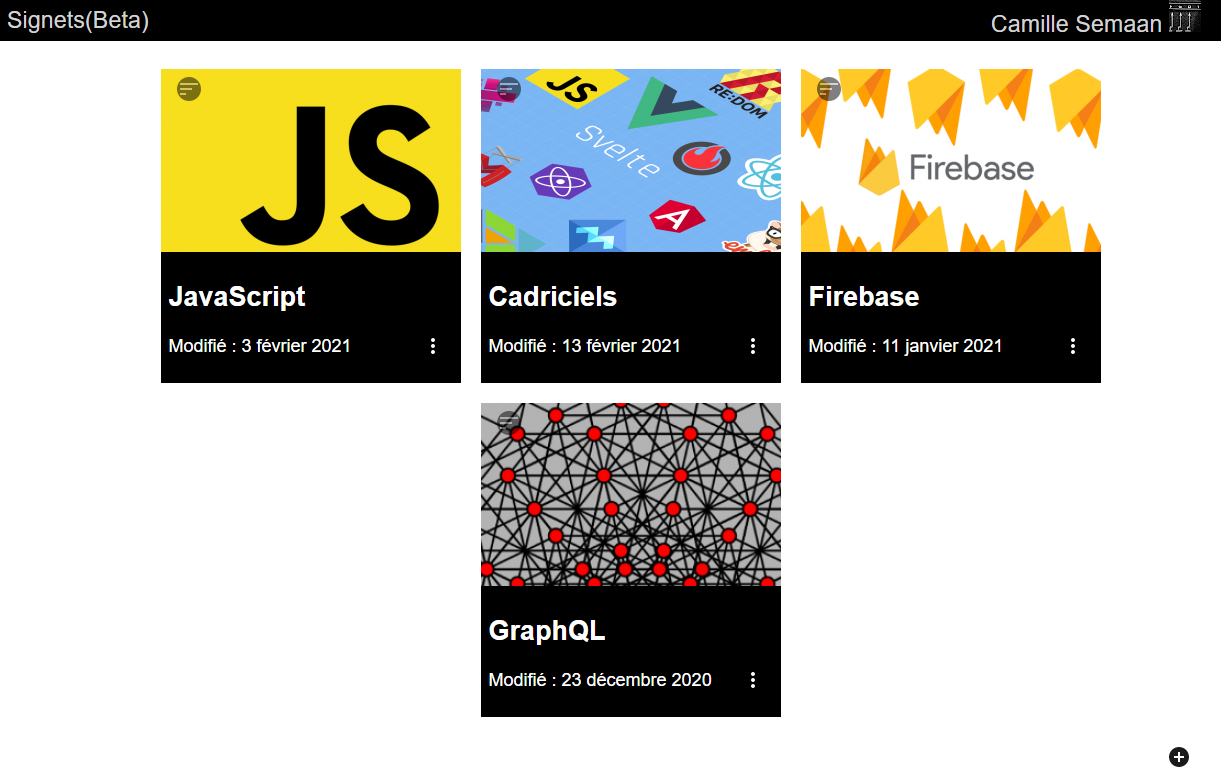 Signets(Beta)
Camille Semaan
JS
JS
RE:DOM
Svelte
A
Firebase
JavaScript
Modifié : 3 février 2021
Cadriciels
Modifié : 13 février 2021
Firebase
Modifié : 11 janvier 2021
GraphQL
Modifié : 23 décembre 2020